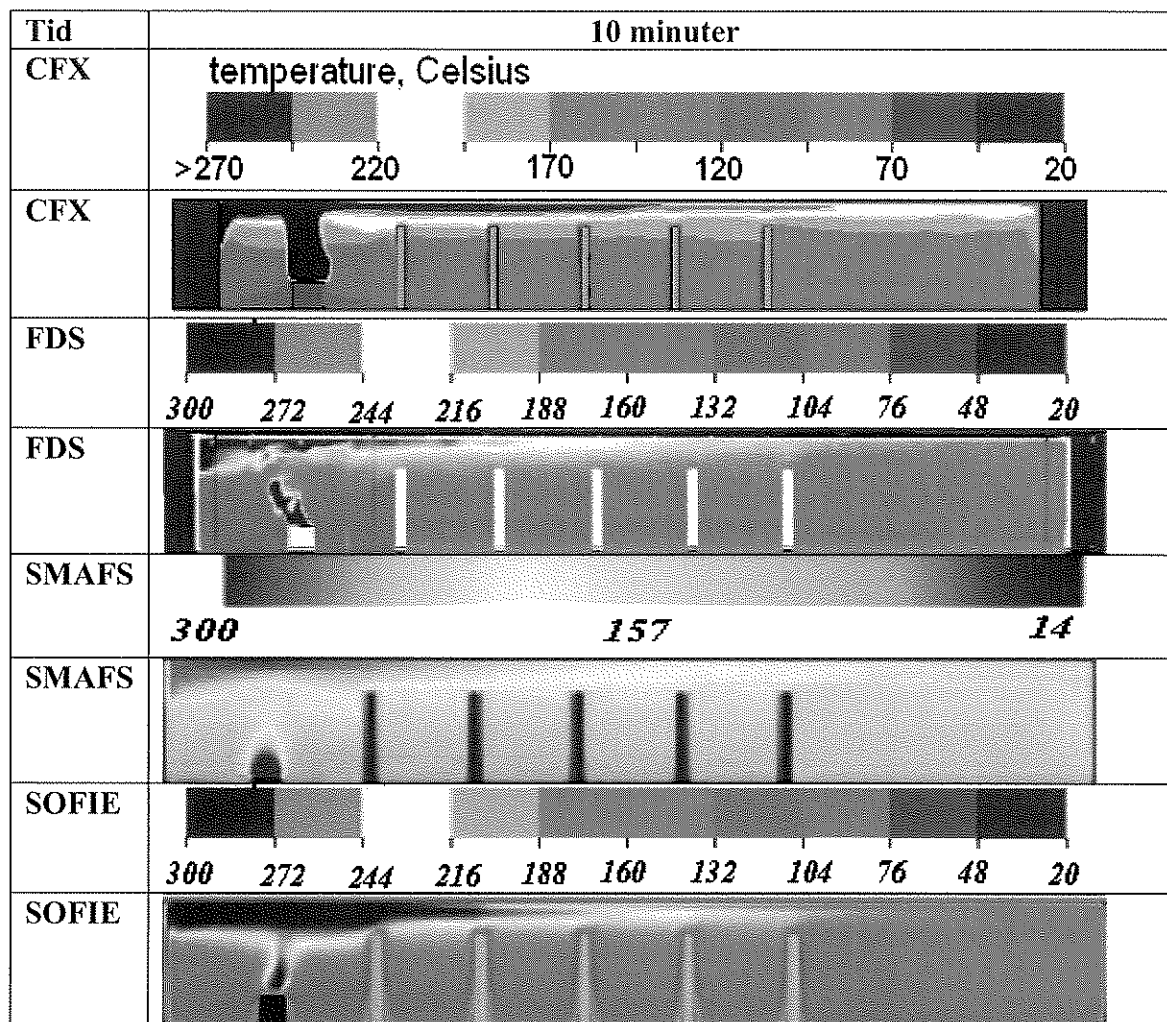 Tid 10 minuter
CFX temperature, Celsius
>270 220 170 120 70 20
CFX
FDS
300 272 244 216 188 160 132 104 76 48 20
FDS
SMAFS
300 157 14
SMAFS
SOFIE
300 272 244 216 188 160 132 104 76 48 20
SOFIE